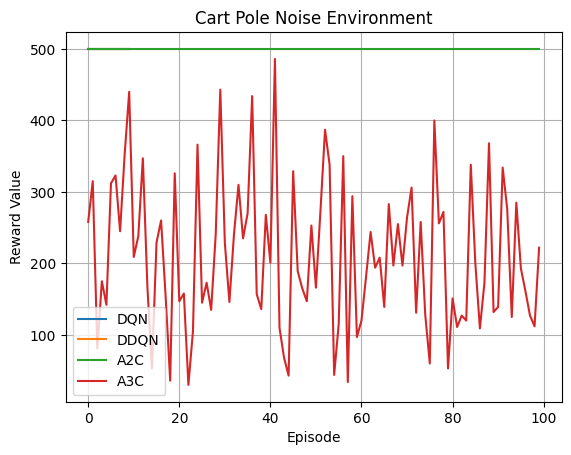 Cart Pole Noise Environment
500
400
300
200
100
Reward Value
DQN
DDQN
A2C
A3C
0 20 40 60 80 100
Episode